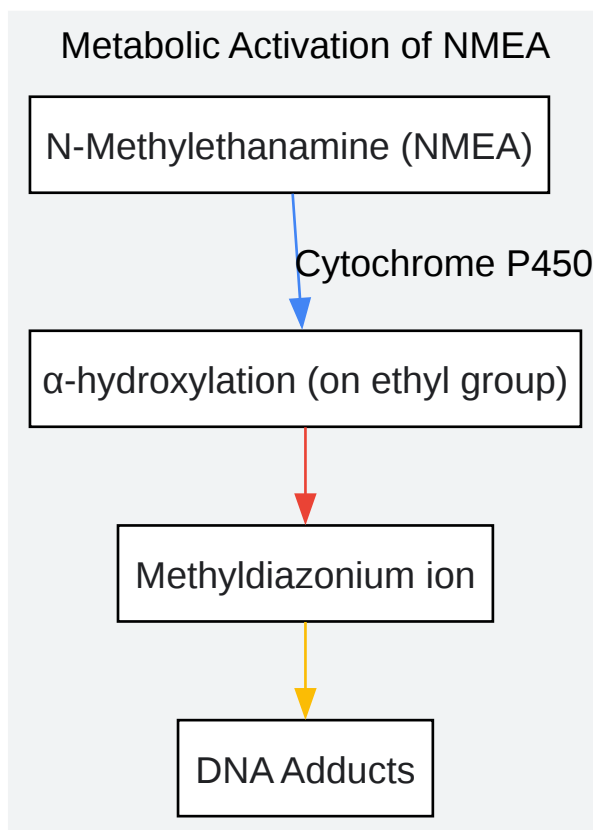 Metabolic Activation of NMEA
N-Methylethanamine (NMEA)
Cytochrome P450
α-hydroxylation (on ethyl group)
Methyldiazonium ion
DNA Adducts